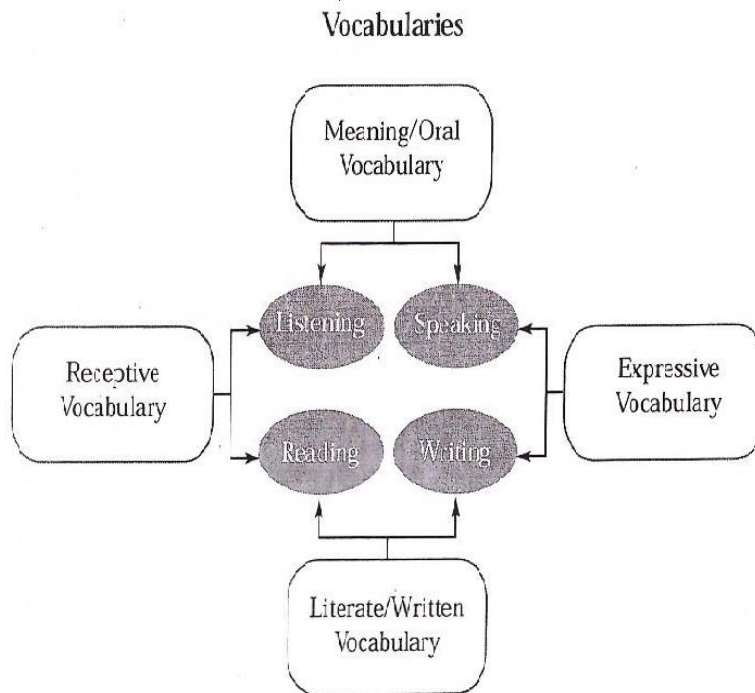 Vocabularies
Meaning/Oral
Vocabulary
Listening
Speaking
Receptive
Vocabulary
Expressive
Vocabulary
Reading
Writing
Literate/Written
Vocabulary